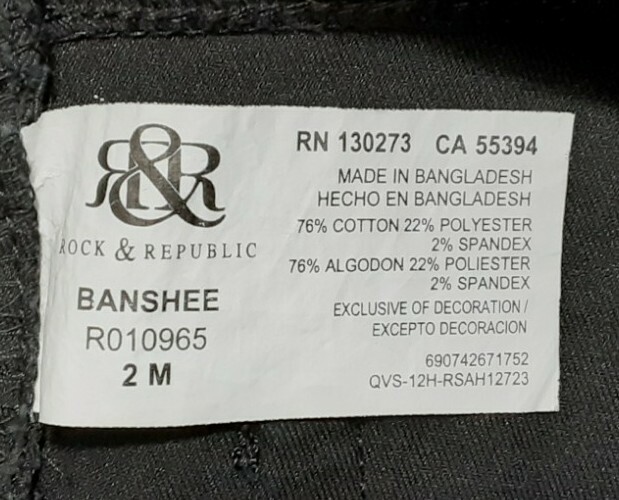 R&R
ROCK & REPUBLIC
BANSHEE
R010965
2 M
RN 130273 CA 55394
MADE IN BANGLADESH
HECHO EN BANGLADESH
76% COTTON 22% POLYESTER
2% SPANDEX
76% ALGODON 22% POLIESTER
2% SPANDEX
EXCLUSIVE OF DECORATION /
EXCEPTO DECORACION
690742671752
QVS-12H-RSAH12723